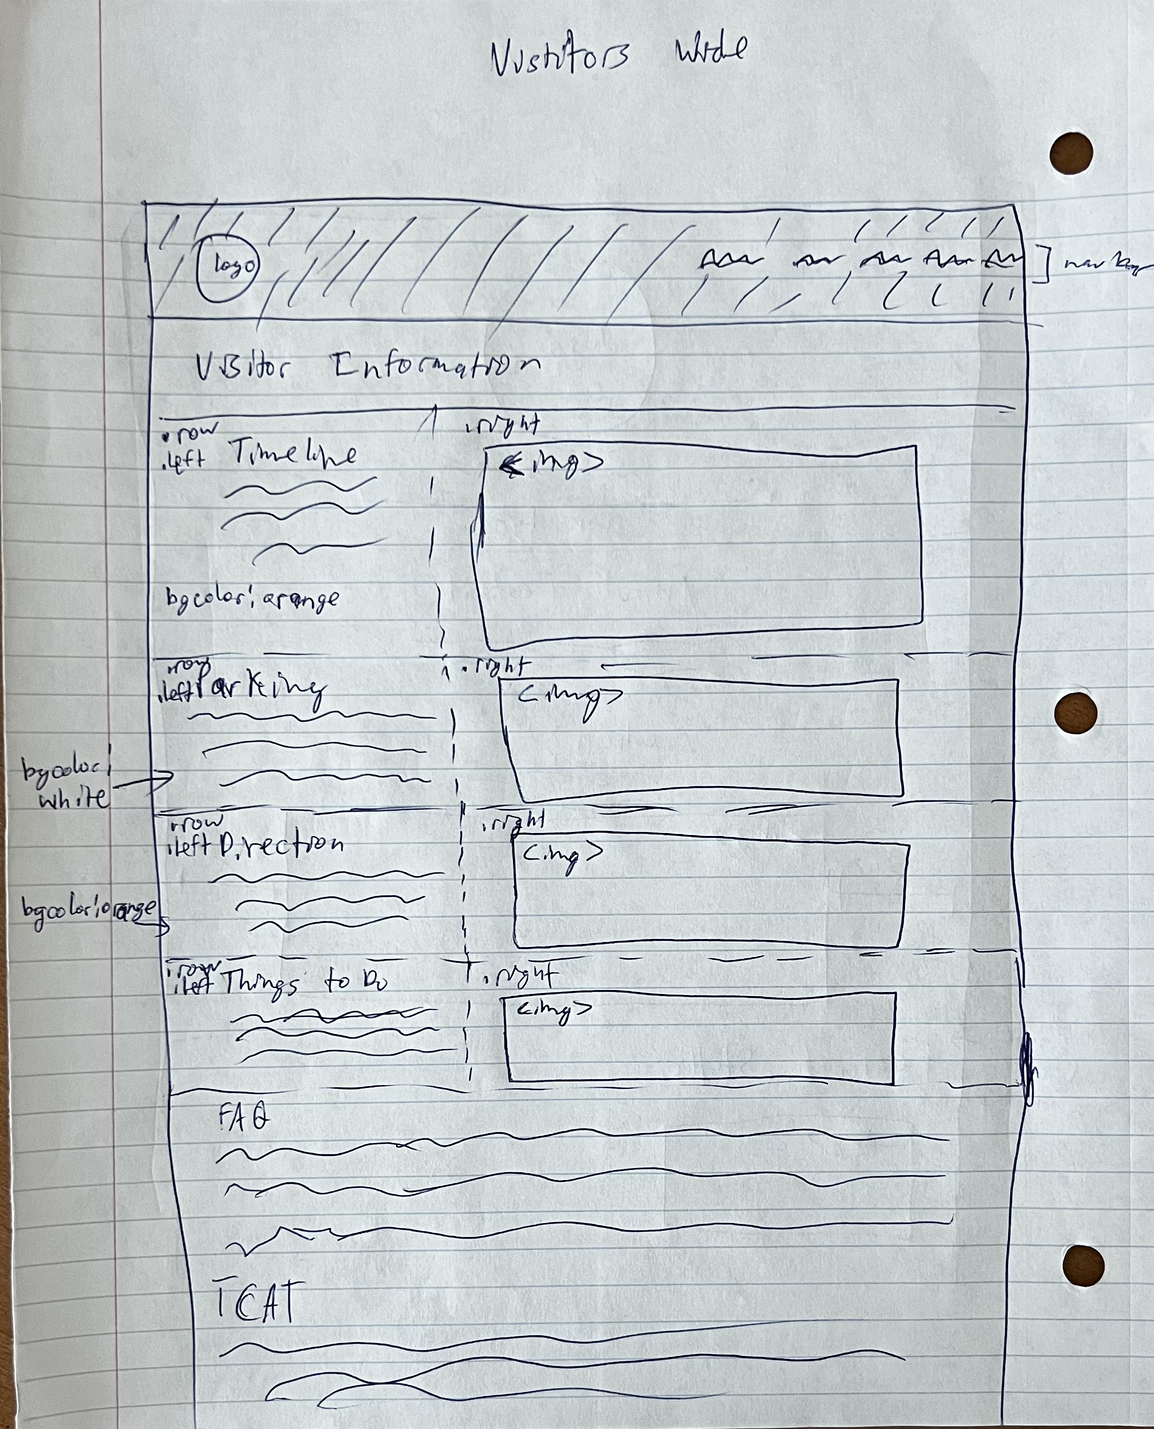 Visitors Wide
logo
nav bar
Visitor Information
.row
.left Timeline
.right
<img>
bgcolor: orange
.row
.left Parking
.right
<img>
bgcolor:
white
.row
.left Direction
.right
<img>
bgcolor: orange
.row
.left Things to Do
.right
<img>
FAQ
TCAT